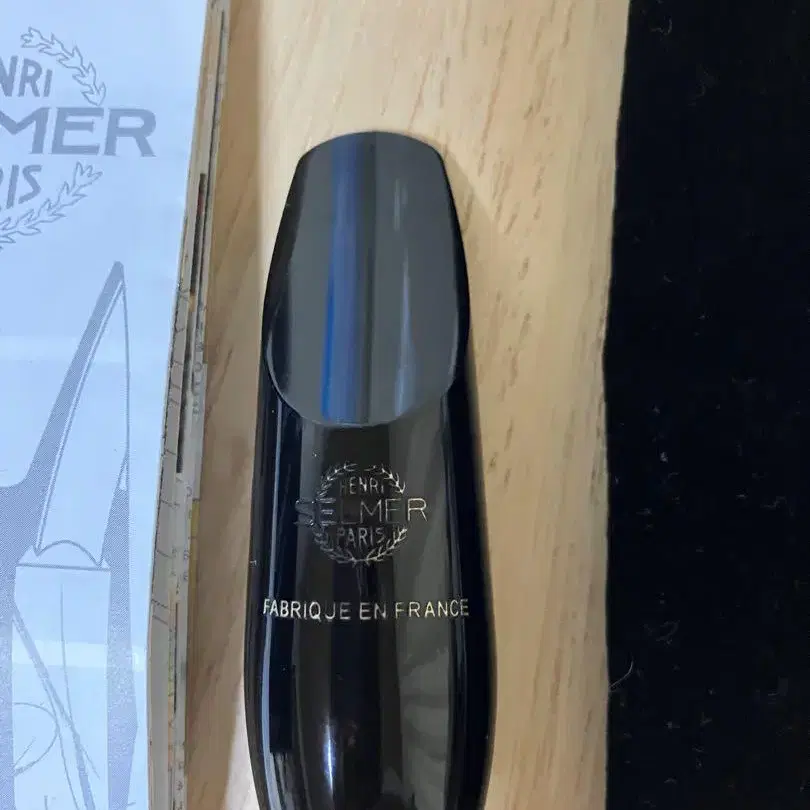 NRI
MER
RIS
HENRI
SELMER
PARIS
FABRIQUE EN FRANCE